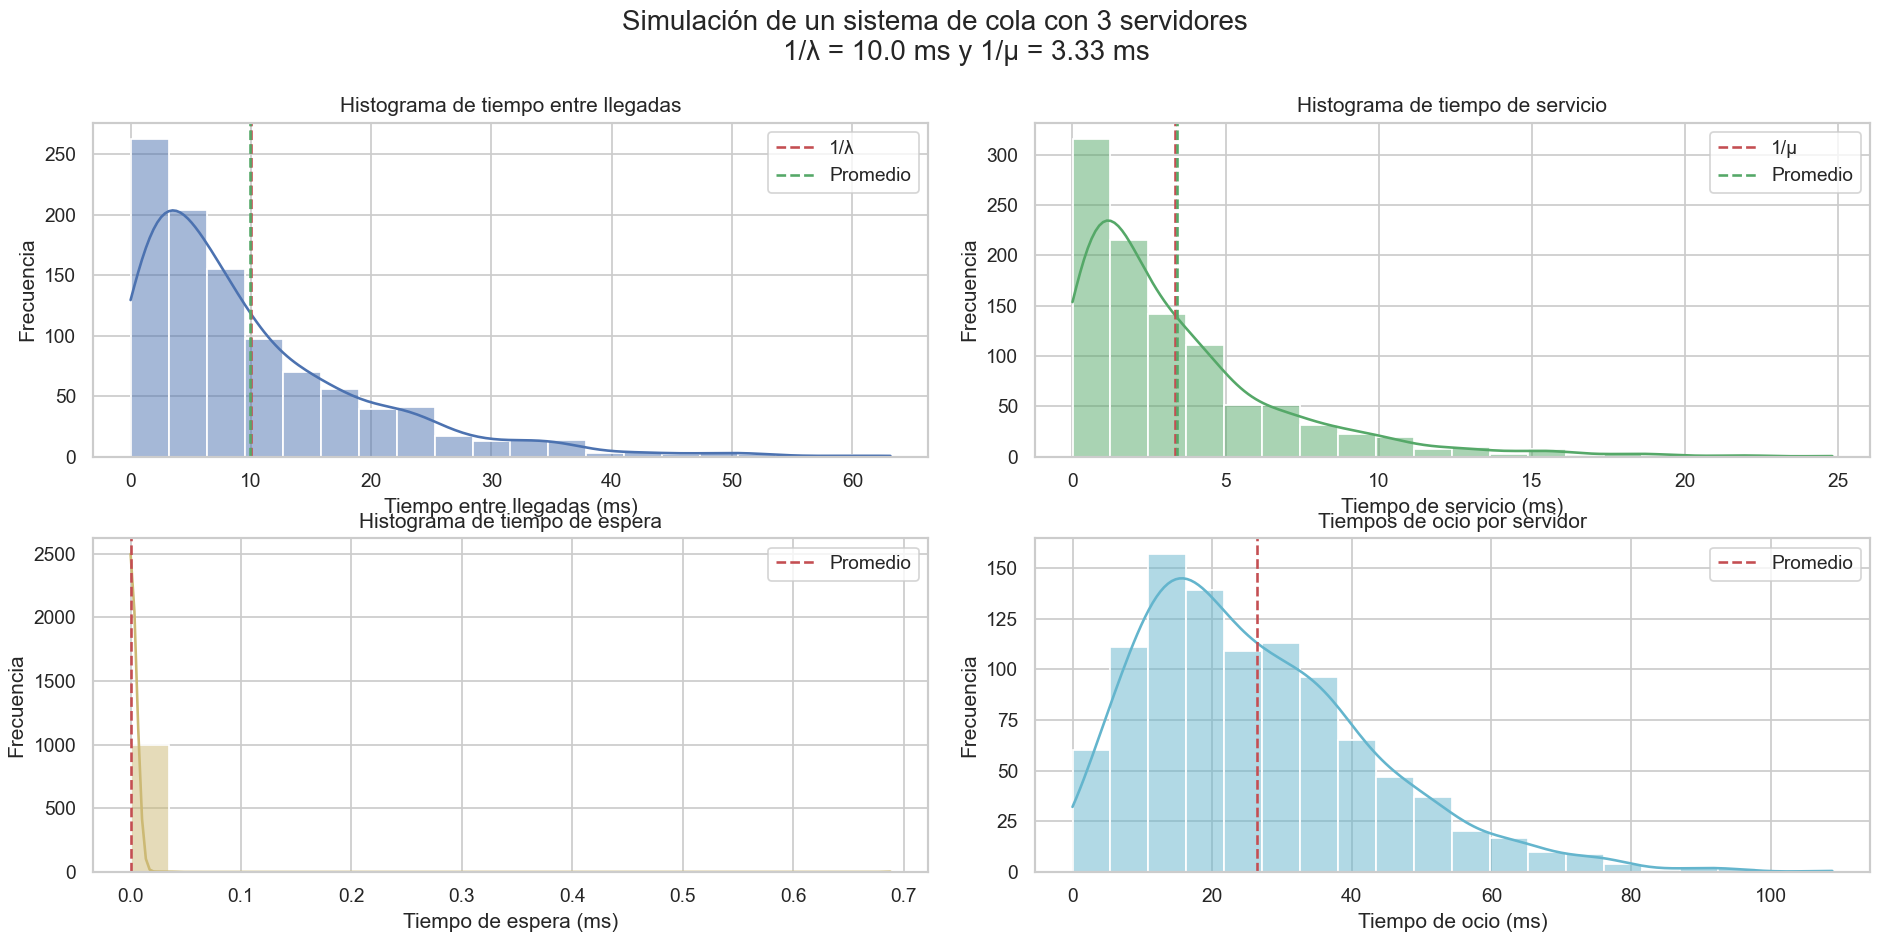 Simulación de un sistema de cola con 3 servidores
1/λ = 10.0 ms y 1/μ = 3.33 ms
Histograma de tiempo entre llegadas
250
200
150
100
50
0
Frecuencia
1/λ
Promedio
0 10 20 30 40 50 60
Tiempo entre llegadas (ms)
Histograma de tiempo de servicio
300
250
200
150
100
50
0
Frecuencia
1/μ
Promedio
0 5 10 15 20 25
Tiempo de servicio (ms)
Histograma de tiempo de espera
2500
2000
1500
1000
500
0
Frecuencia
Promedio
0.0 0.1 0.2 0.3 0.4 0.5 0.6 0.7
Tiempo de espera (ms)
Tiempos de ocio por servidor
150
125
100
75
50
25
0
Frecuencia
Promedio
0 20 40 60 80 100
Tiempo de ocio (ms)